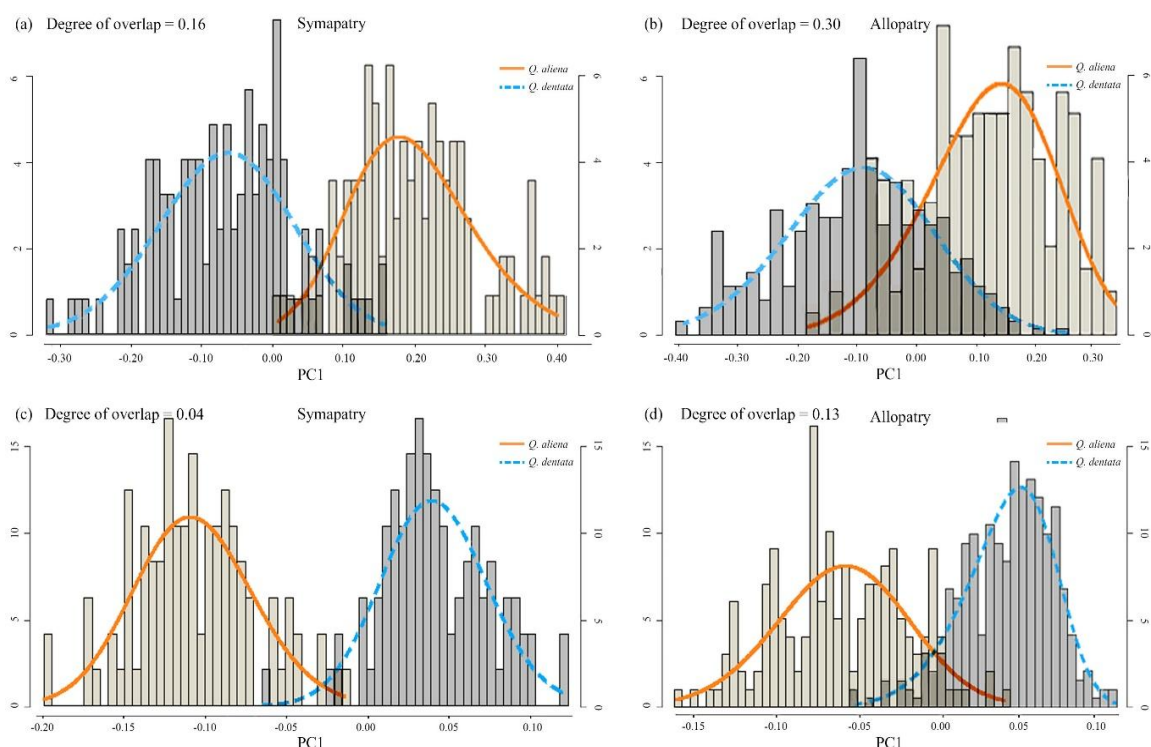 (a) Degree of overlap = 0.16 Symapatry
Q. aliena
Q. dentata
6
4
2
0
6
4
2
0
-0.30 -0.20 -0.10 0.00 0.10 0.20 0.30 0.40
PC1
(b) Degree of overlap = 0.30 Allopatry
Q. aliena
Q. dentata
6
4
2
0
6
4
2
0
-0.40 -0.30 -0.20 -0.10 0.00 0.10 0.20 0.30
PC1
(c) Degree of overlap = 0.04 Symapatry
Q. aliena
Q. dentata
15
10
5
0
15
10
5
0
-0.20 -0.15 -0.10 -0.05 0.00 0.05 0.10
PC1
(d) Degree of overlap = 0.13 Allopatry
Q. aliena
Q. dentata
15
10
5
0
15
10
5
0
-0.15 -0.10 -0.05 0.00 0.05 0.10
PC1